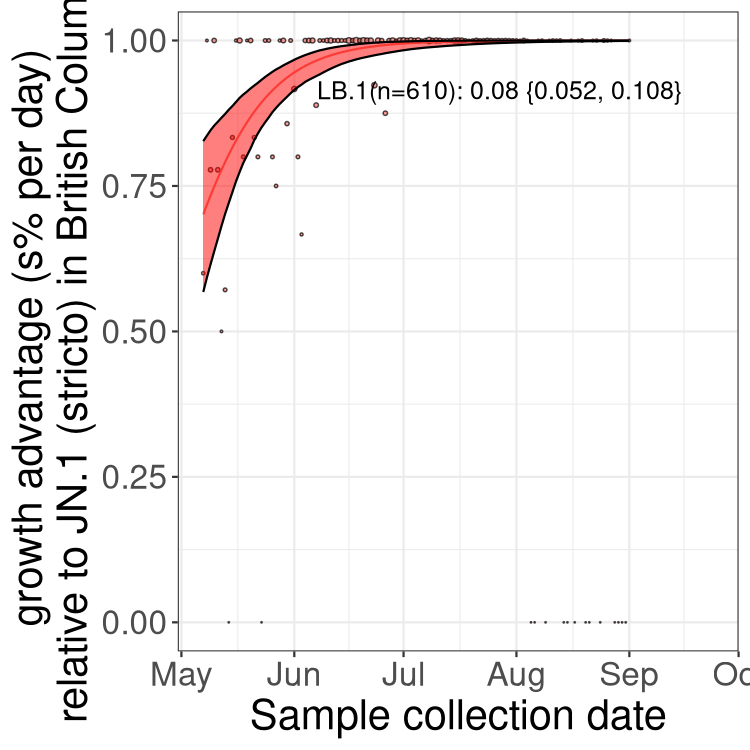 growth advantage (s% per day)
relative to JN.1 (stricto) in British Colum
1.00
0.75
0.50
0.25
0.00
LB.1(n=610): 0.08 {0.052, 0.108}
May Jun Jul Aug Sep Oc
Sample collection date